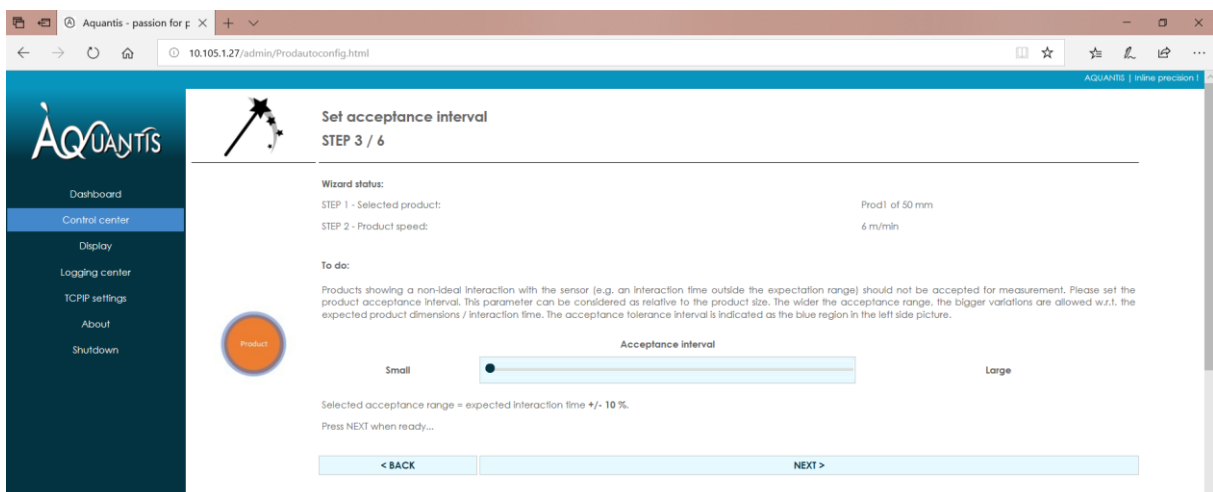 Aquantis - passion for p
10.105.1.27/admin/Prodautoconfig.html
AQUANTIS | Inline precision !
AQUANTIS
Dashboard
Control center
Display
Logging center
TCPIP settings
About
Shutdown
Set acceptance interval
STEP 3 / 6
Wizard status:
STEP 1 - Selected product: Prod1 of 50 mm
STEP 2 - Product speed: 6 m/min
To do:
Products showing a non-ideal interaction with the sensor (e.g. an interaction time outside the expectation range) should not be accepted for measurement. Please set the
product acceptance interval. This parameter can be considered as relative to the product size. The wider the acceptance range, the bigger variations are allowed w.r.t. the
expected product dimensions / interaction time. The acceptance tolerance interval is indicated as the blue region in the left side picture.
Product
Acceptance interval
Small Large
Selected acceptance range = expected interaction time +/- 10 %.
Press NEXT when ready...
< BACK NEXT >